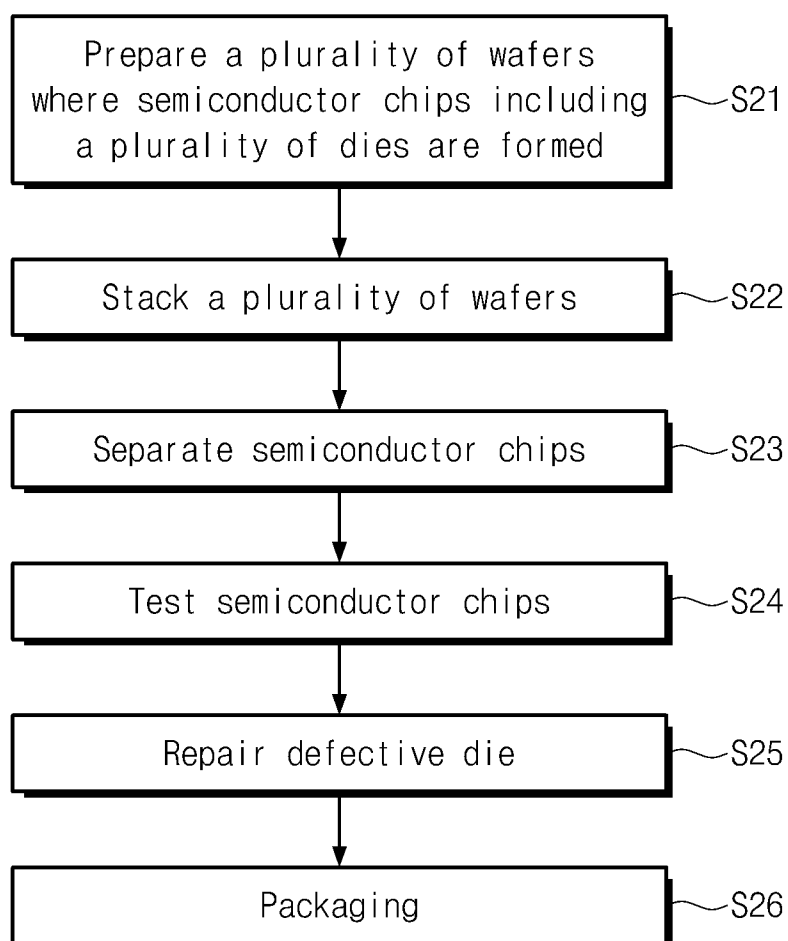 Prepare a plurality of wafers
where semiconductor chips including
a plurality of dies are formed
S21
Stack a plurality of wafers
S22
Separate semiconductor chips
S23
Test semiconductor chips
S24
Repair defective die
S25
Packaging
S26